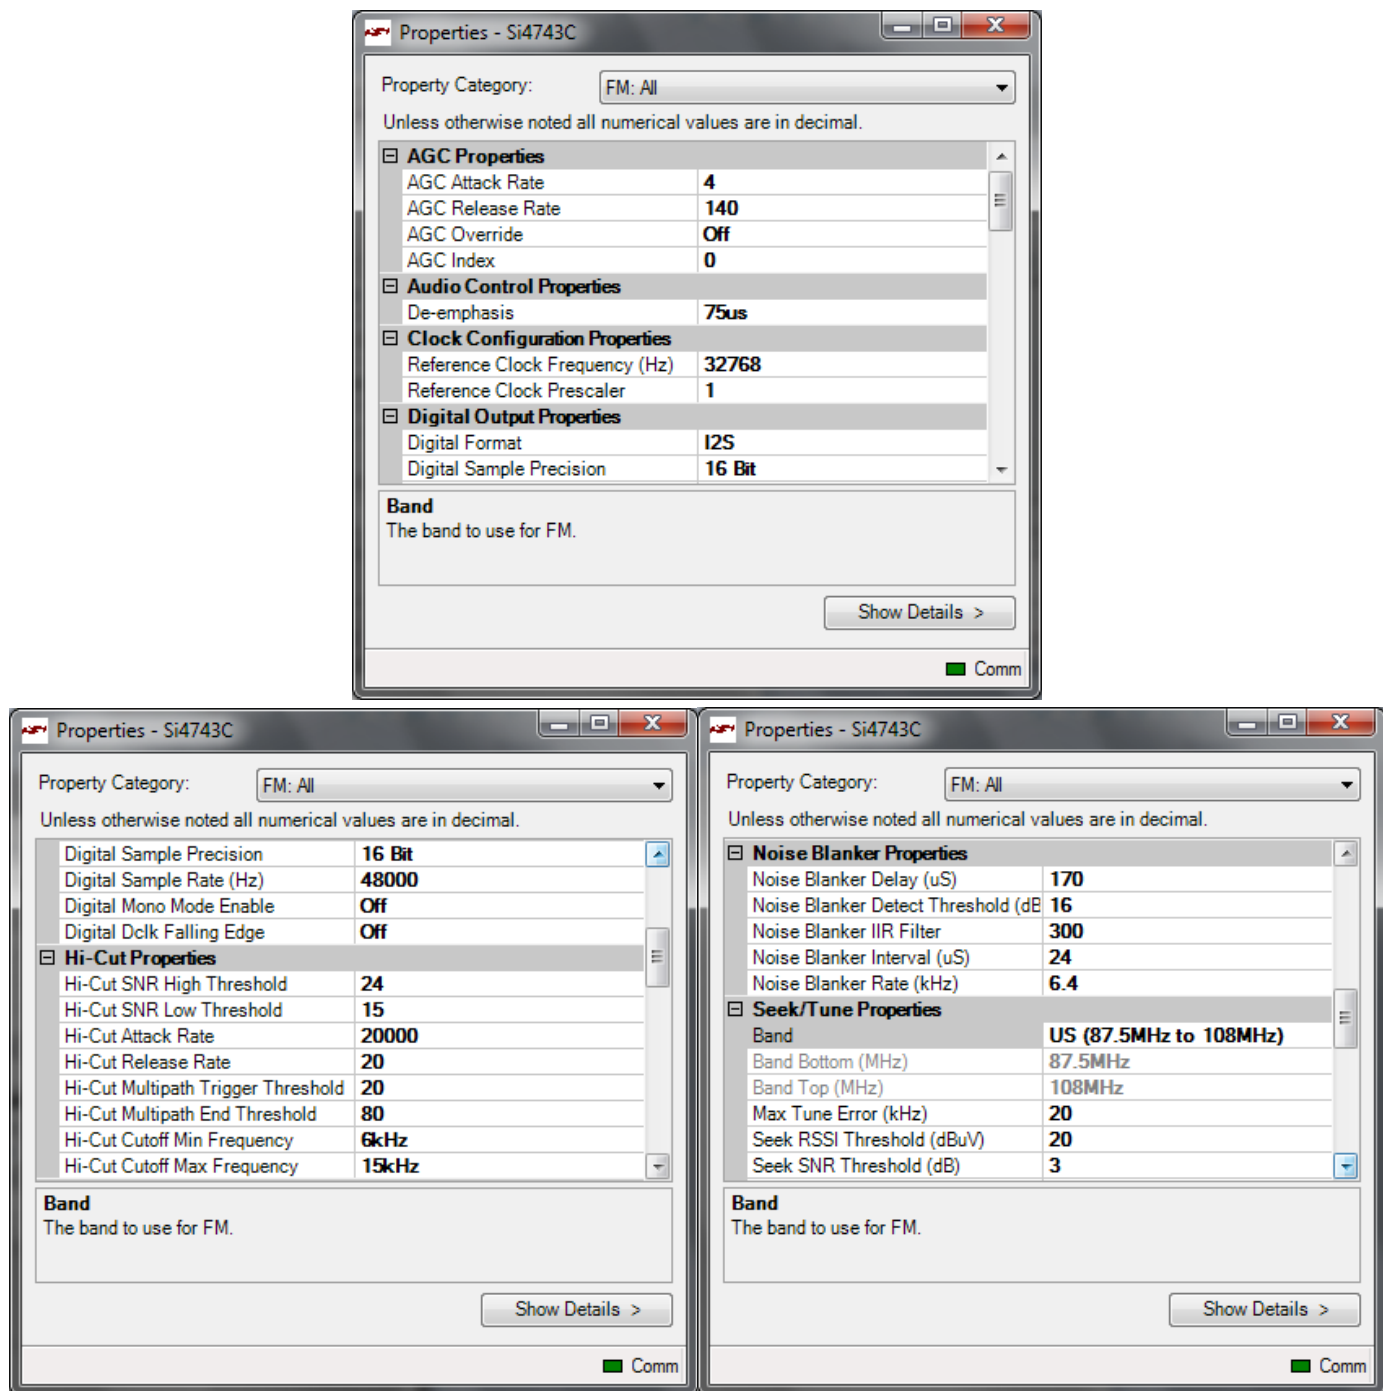 Properties - Si4743C
Property Category: FM: All
Unless otherwise noted all numerical values are in decimal.
AGC Properties
AGC Attack Rate 4
AGC Release Rate 140
AGC Override Off
AGC Index 0
Audio Control Properties
De-emphasis 75us
Clock Configuration Properties
Reference Clock Frequency (Hz) 32768
Reference Clock Prescaler 1
Digital Output Properties
Digital Format I2S
Digital Sample Precision 16 Bit
Band
The band to use for FM.
Show Details >
Comm
Properties - Si4743C
Property Category: FM: All
Unless otherwise noted all numerical values are in decimal.
Digital Sample Precision 16 Bit
Digital Sample Rate (Hz) 48000
Digital Mono Mode Enable Off
Digital Dclk Falling Edge Off
Hi-Cut Properties
Hi-Cut SNR High Threshold 24
Hi-Cut SNR Low Threshold 15
Hi-Cut Attack Rate 20000
Hi-Cut Release Rate 20
Hi-Cut Multipath Trigger Threshold 20
Hi-Cut Multipath End Threshold 80
Hi-Cut Cutoff Min Frequency 6kHz
Hi-Cut Cutoff Max Frequency 15kHz
Band
The band to use for FM.
Show Details >
Comm
Properties - Si4743C
Property Category: FM: All
Unless otherwise noted all numerical values are in decimal.
Noise Blanker Properties
Noise Blanker Delay (uS) 170
Noise Blanker Detect Threshold (dB 16
Noise Blanker IIR Filter 300
Noise Blanker Interval (uS) 24
Noise Blanker Rate (kHz) 6.4
Seek/Tune Properties
Band US (87.5MHz to 108MHz)
Band Bottom (MHz) 87.5MHz
Band Top (MHz) 108MHz
Max Tune Error (kHz) 20
Seek RSSI Threshold (dBuV) 20
Seek SNR Threshold (dB) 3
Band
The band to use for FM.
Show Details >
Comm